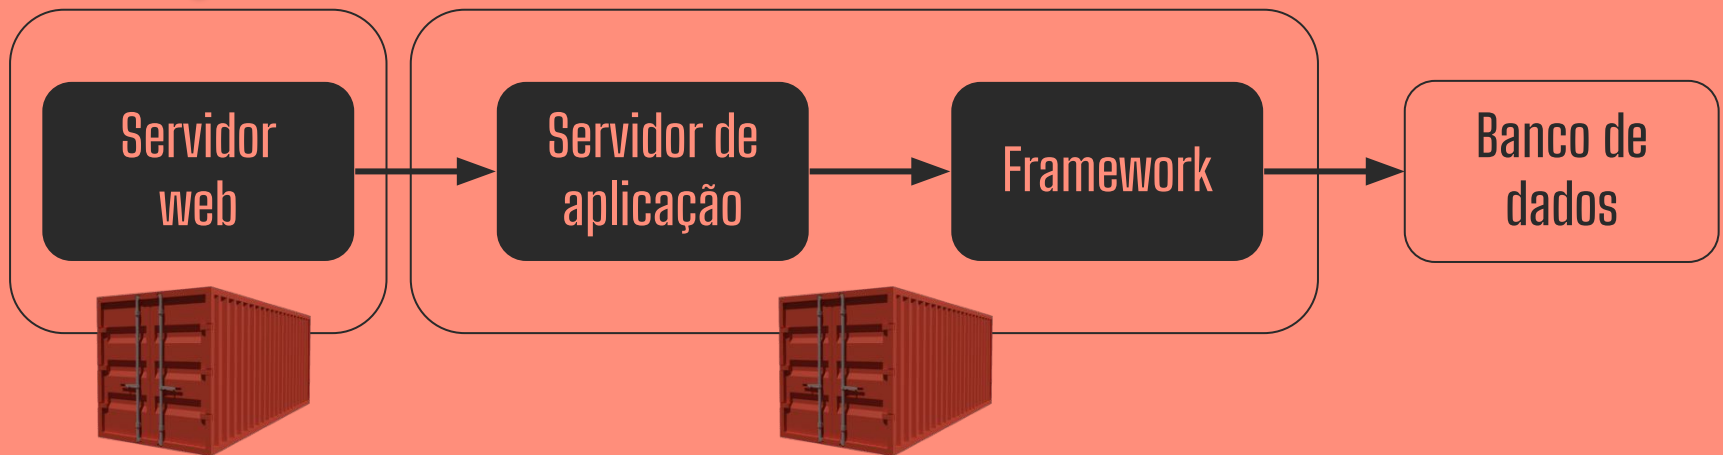 Servidor
web
Servidor de
aplicação
Framework
Banco de
dados